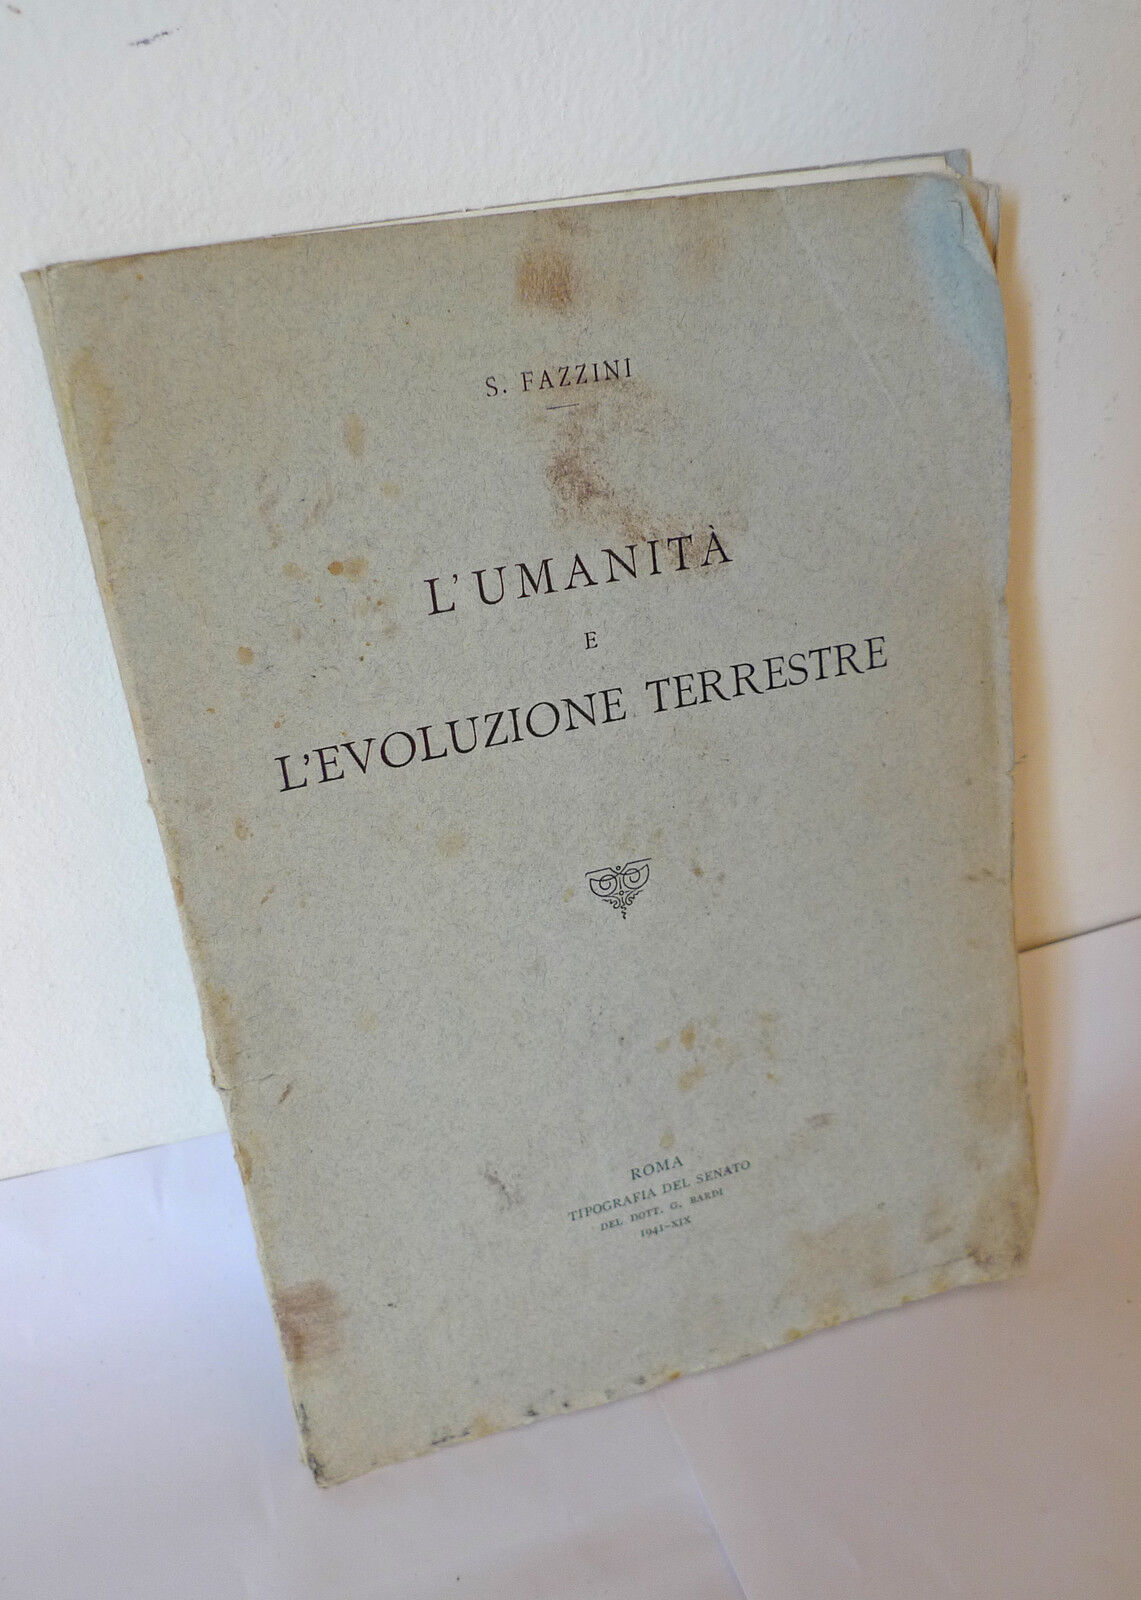 S. FAZZINI
L'UMANITÀ
E
L'EVOLUZIONE TERRESTRE
ROMA
TIPOGRAFIA DEL SENATO
DEL DOTT. G. BARDI
1941-XIX